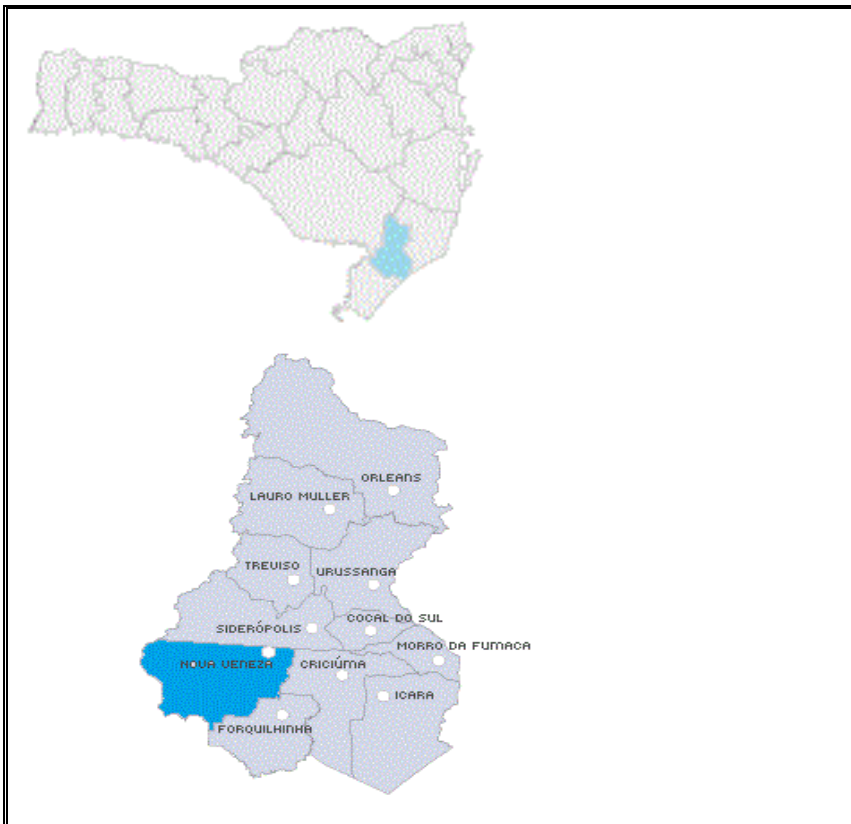 ORLEANS
LAURO MULLER
TREVISO
URUSSANGA
COCAL DO SUL
SIDERÓPOLIS
MORRO DA FUMACA
NOVA VENEZA
CRICIÚMA
ICARA
FORQUILHINHA